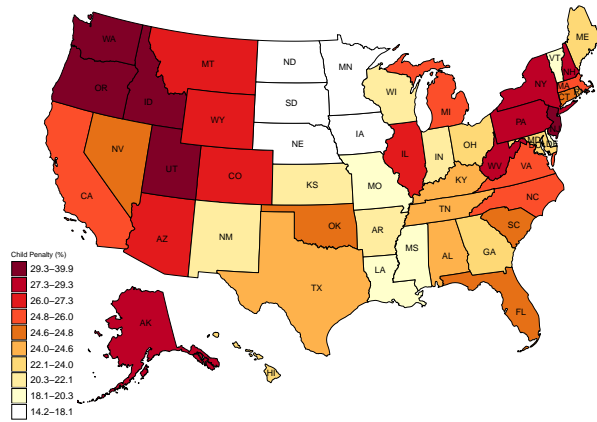 WA
OR
ID
MT
WY
NV
UT
CO
CA
AZ
NM
ND
SD
NE
KS
OK
TX
MN
IA
MO
AR
LA
WI
IL
MI
IN
OH
KY
TN
MS
AL
GA
FL
SC
NC
VA
WV
PA
NY
VT
NH
ME
MA
CT
MD
DE
AK
HI
Child Penalty (%)
29.3–39.9
27.3–29.3
26.0–27.3
24.8–26.0
24.6–24.8
24.0–24.6
22.1–24.0
20.3–22.1
18.1–20.3
14.2–18.1